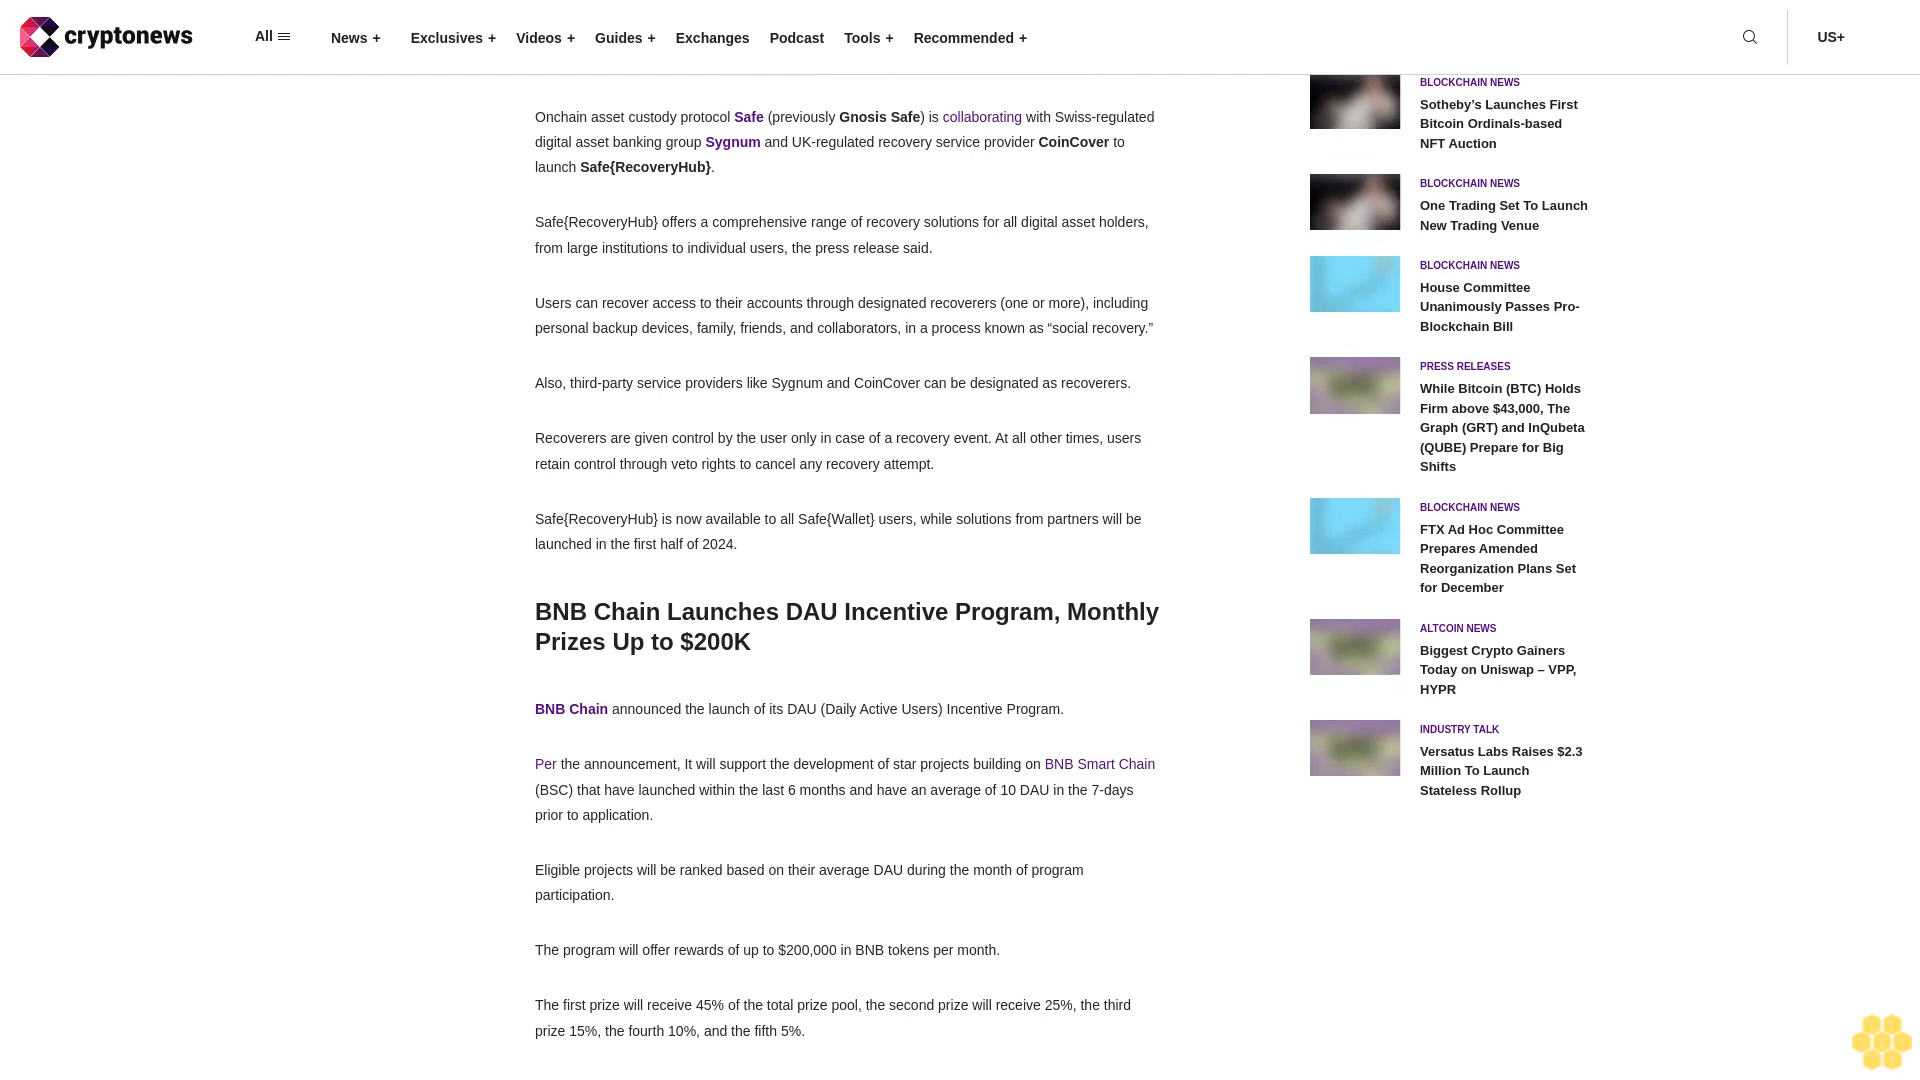 cryptonews
All
News +
Exclusives +
Videos +
Guides +
Exchanges
Podcast
Tools +
Recommended +
US+
Onchain asset custody protocol Safe (previously Gnosis Safe) is collaborating with Swiss-regulated
digital asset banking group Sygnum and UK-regulated recovery service provider CoinCover to
launch Safe{RecoveryHub}.
Safe{RecoveryHub} offers a comprehensive range of recovery solutions for all digital asset holders,
from large institutions to individual users, the press release said.
Users can recover access to their accounts through designated recoverers (one or more), including
personal backup devices, family, friends, and collaborators, in a process known as “social recovery.”
Also, third-party service providers like Sygnum and CoinCover can be designated as recoverers.
Recoverers are given control by the user only in case of a recovery event. At all other times, users
retain control through veto rights to cancel any recovery attempt.
Safe{RecoveryHub} is now available to all Safe{Wallet} users, while solutions from partners will be
launched in the first half of 2024.
BNB Chain Launches DAU Incentive Program, Monthly
Prizes Up to $200K
BNB Chain announced the launch of its DAU (Daily Active Users) Incentive Program.
Per the announcement, It will support the development of star projects building on BNB Smart Chain
(BSC) that have launched within the last 6 months and have an average of 10 DAU in the 7-days
prior to application.
Eligible projects will be ranked based on their average DAU during the month of program
participation.
The program will offer rewards of up to $200,000 in BNB tokens per month.
The first prize will receive 45% of the total prize pool, the second prize will receive 25%, the third
prize 15%, the fourth 10%, and the fifth 5%.
BLOCKCHAIN NEWS
Sotheby’s Launches First
Bitcoin Ordinals-based
NFT Auction
BLOCKCHAIN NEWS
One Trading Set To Launch
New Trading Venue
BLOCKCHAIN NEWS
House Committee
Unanimously Passes Pro-
Blockchain Bill
PRESS RELEASES
While Bitcoin (BTC) Holds
Firm above $43,000, The
Graph (GRT) and InQubeta
(QUBE) Prepare for Big
Shifts
BLOCKCHAIN NEWS
FTX Ad Hoc Committee
Prepares Amended
Reorganization Plans Set
for December
ALTCOIN NEWS
Biggest Crypto Gainers
Today on Uniswap – VPP,
HYPR
INDUSTRY TALK
Versatus Labs Raises $2.3
Million To Launch
Stateless Rollup